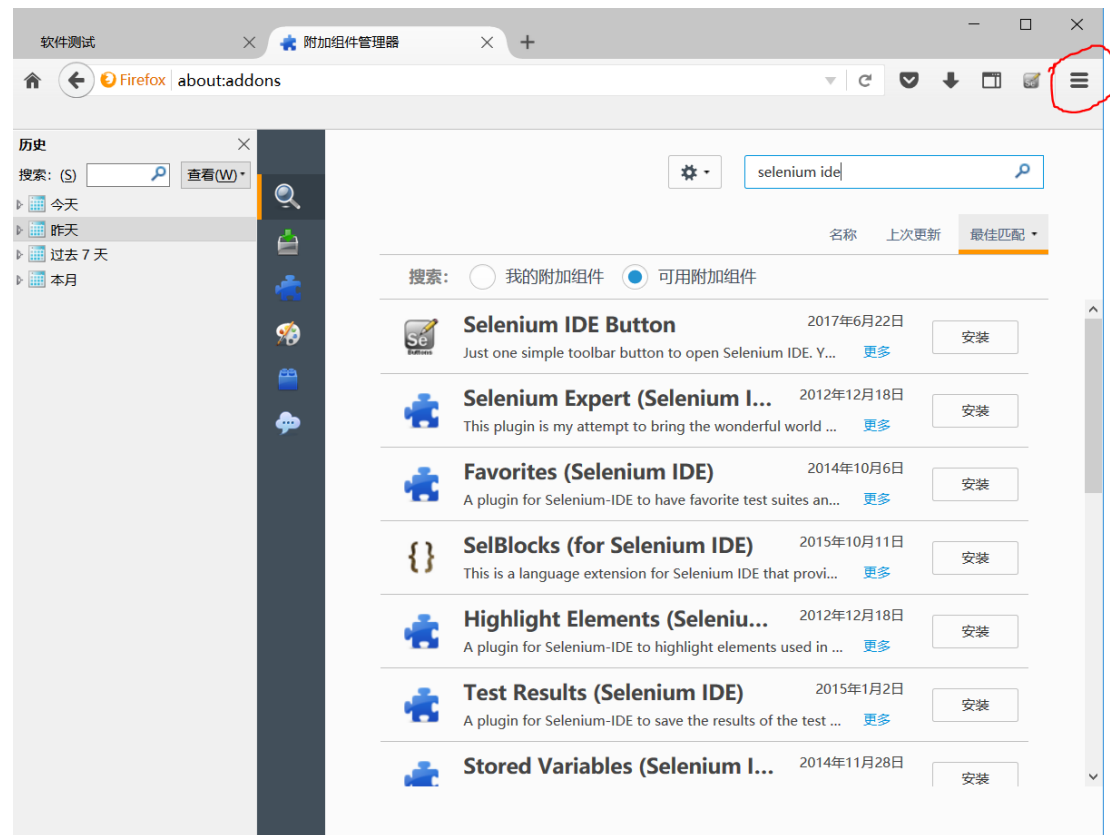 软件测试
附加组件管理器
Firefox about:addons
历史
搜索: (S) 查看(W)
今天
昨天
过去 7 天
本月
selenium ide
名称 上次更新 最佳匹配
搜索: 我的附加组件 可用附加组件
Se
Buttons
Selenium IDE Button 2017年6月22日
Just one simple toolbar button to open Selenium IDE. Y... 更多
安装
Selenium Expert (Selenium I... 2012年12月18日
This plugin is my attempt to bring the wonderful world ... 更多
安装
Favorites (Selenium IDE) 2014年10月6日
A plugin for Selenium-IDE to have favorite test suites an... 更多
安装
{ }
SelBlocks (for Selenium IDE) 2015年10月11日
This is a language extension for Selenium IDE that provi... 更多
安装
Highlight Elements (Seleniu... 2012年12月18日
A plugin for Selenium-IDE to highlight elements used in ... 更多
安装
Test Results (Selenium IDE) 2015年1月2日
A plugin for Selenium-IDE to save the results of the test ... 更多
安装
Stored Variables (Selenium I... 2014年11月28日
安装